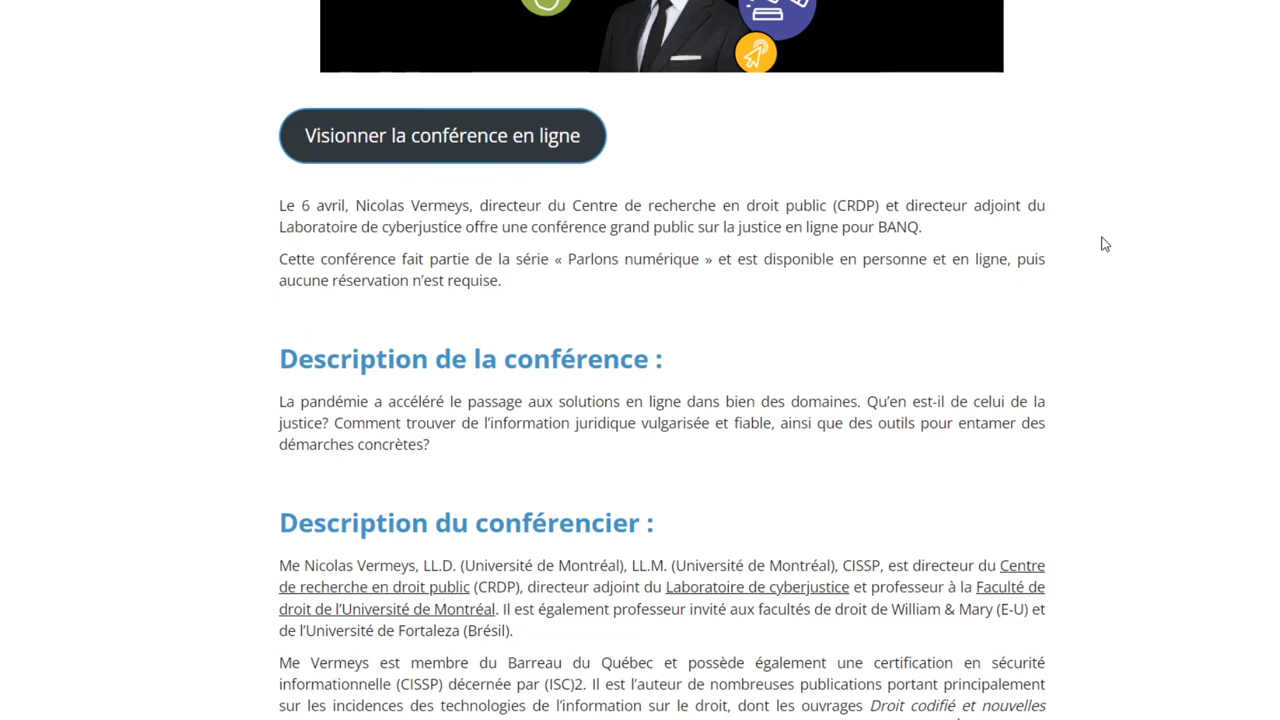 Visionner la conférence en ligne
Le 6 avril, Nicolas Vermeys, directeur du Centre de recherche en droit public (CRDP) et directeur adjoint du
Laboratoire de cyberjustice offre une conférence grand public sur la justice en ligne pour BANQ.
Cette conférence fait partie de la série « Parlons numérique » et est disponible en personne et en ligne, puis
aucune réservation n’est requise.
Description de la conférence :
La pandémie a accéléré le passage aux solutions en ligne dans bien des domaines. Qu’en est-il de celui de la
justice? Comment trouver de l’information juridique vulgarisée et fiable, ainsi que des outils pour entamer des
démarches concrètes?
Description du conférencier :
Me Nicolas Vermeys, LL.D. (Université de Montréal), LL.M. (Université de Montréal), CISSP, est directeur du Centre
de recherche en droit public (CRDP), directeur adjoint du Laboratoire de cyberjustice et professeur à la Faculté de
droit de l’Université de Montréal. Il est également professeur invité aux facultés de droit de William & Mary (E-U) et
de l’Université de Fortaleza (Brésil).
Me Vermeys est membre du Barreau du Québec et possède également une certification en sécurité
informationnelle (CISSP) décernée par (ISC)2. Il est l’auteur de nombreuses publications portant principalement
sur les incidences des technologies de l’information sur le droit, dont les ouvrages Droit codifié et nouvelles